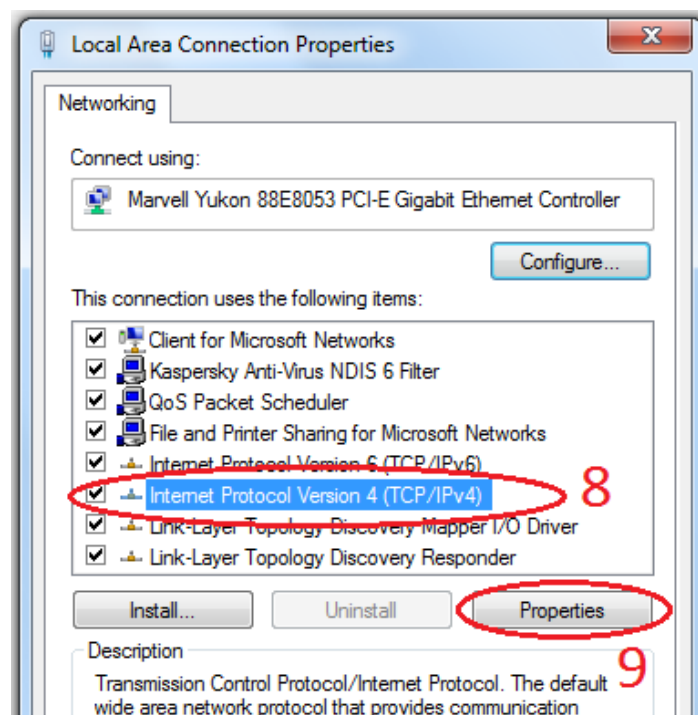 Local Area Connection Properties
Networking
Connect using:
Marvell Yukon 88E8053 PCI-E Gigabit Ethernet Controller
Configure...
This connection uses the following items:
Client for Microsoft Networks
Kaspersky Anti-Virus NDIS 6 Filter
QoS Packet Scheduler
File and Printer Sharing for Microsoft Networks
Internet Protocol Version 6 (TCP/IPv6)
Internet Protocol Version 4 (TCP/IPv4) 8
Link-Layer Topology Discovery Mapper I/O Driver
Link-Layer Topology Discovery Responder
Install... Uninstall Properties
9
Description
Transmission Control Protocol/Internet Protocol. The default
wide area network protocol that provides communication